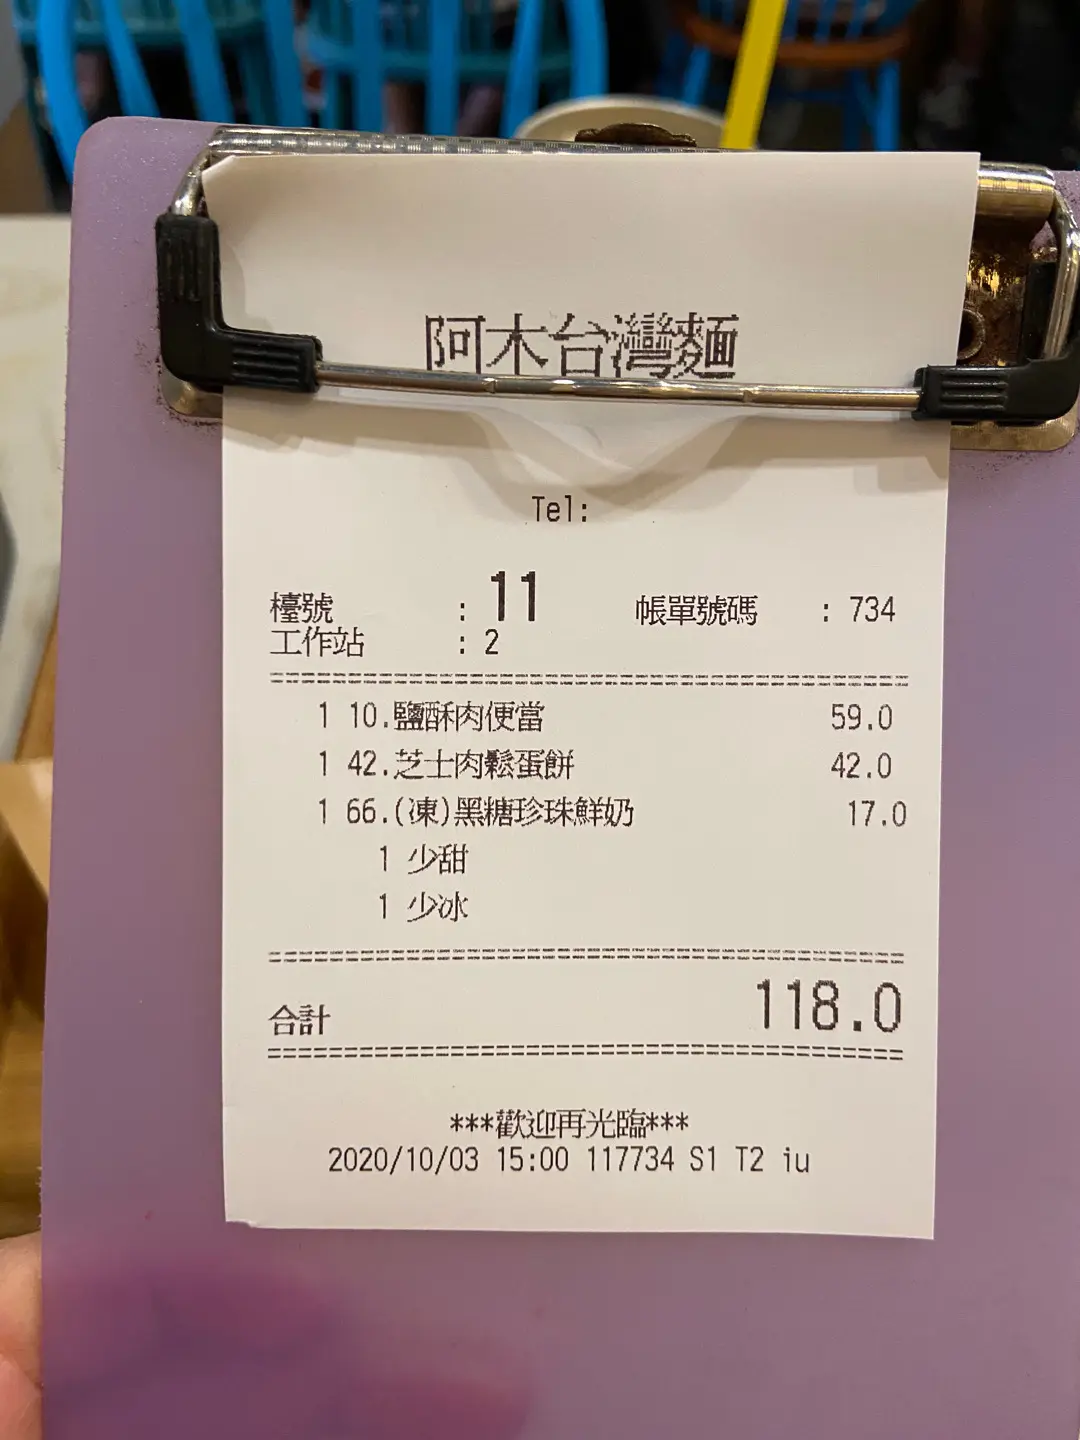 阿木台灣麵
Tel:
檯號 : 11 帳單號碼 : 734
工作站 : 2
1 10.鹽酥肉便當 59.0
1 42.芝士肉鬆蛋餅 42.0
1 66.(凍)黑糖珍珠鮮奶 17.0
1 少甜
1 少冰
合計 118.0
***歡迎再光臨***
2020/10/03 15:00 117734 S1 T2 iu